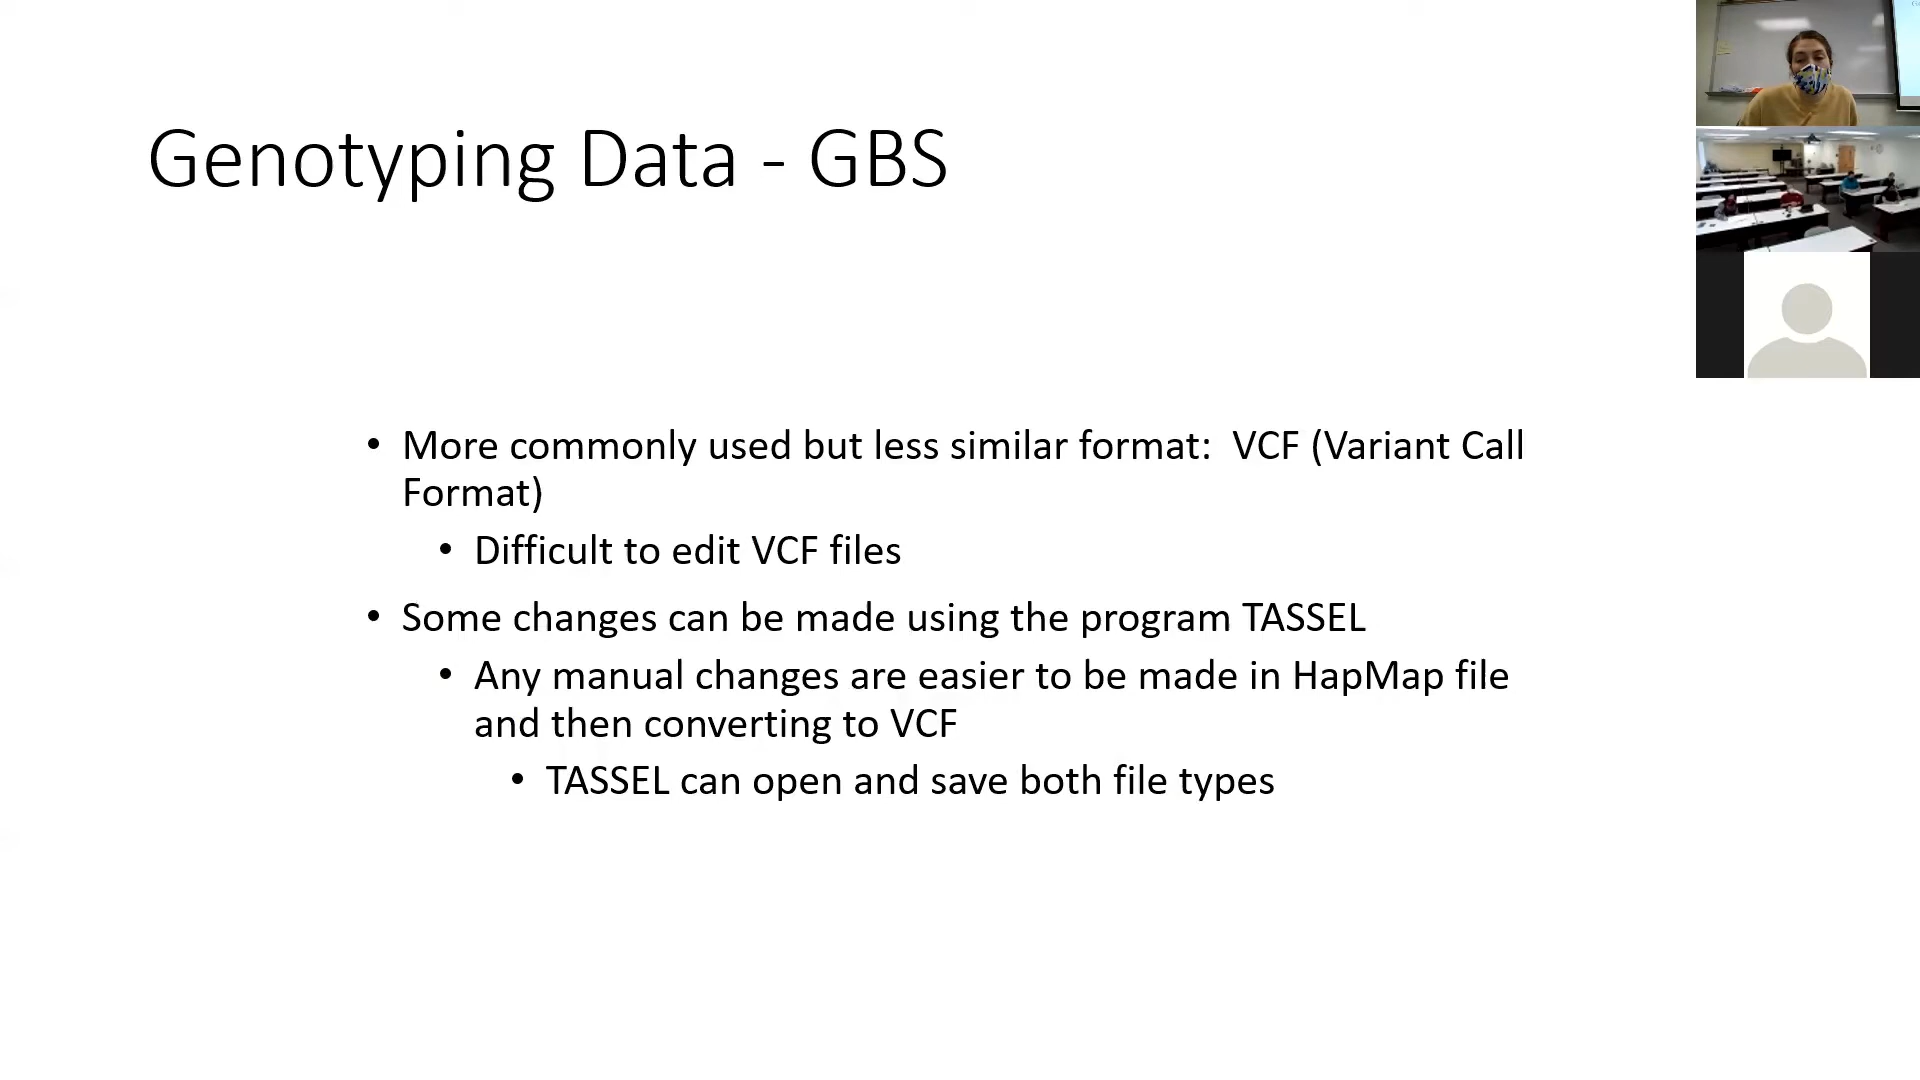 Genotyping Data - GBS
• More commonly used but less similar format:  VCF (Variant Call
Format)
• Difficult to edit VCF files
• Some changes can be made using the program TASSEL
• Any manual changes are easier to be made in HapMap file
and then converting to VCF
• TASSEL can open and save both file types